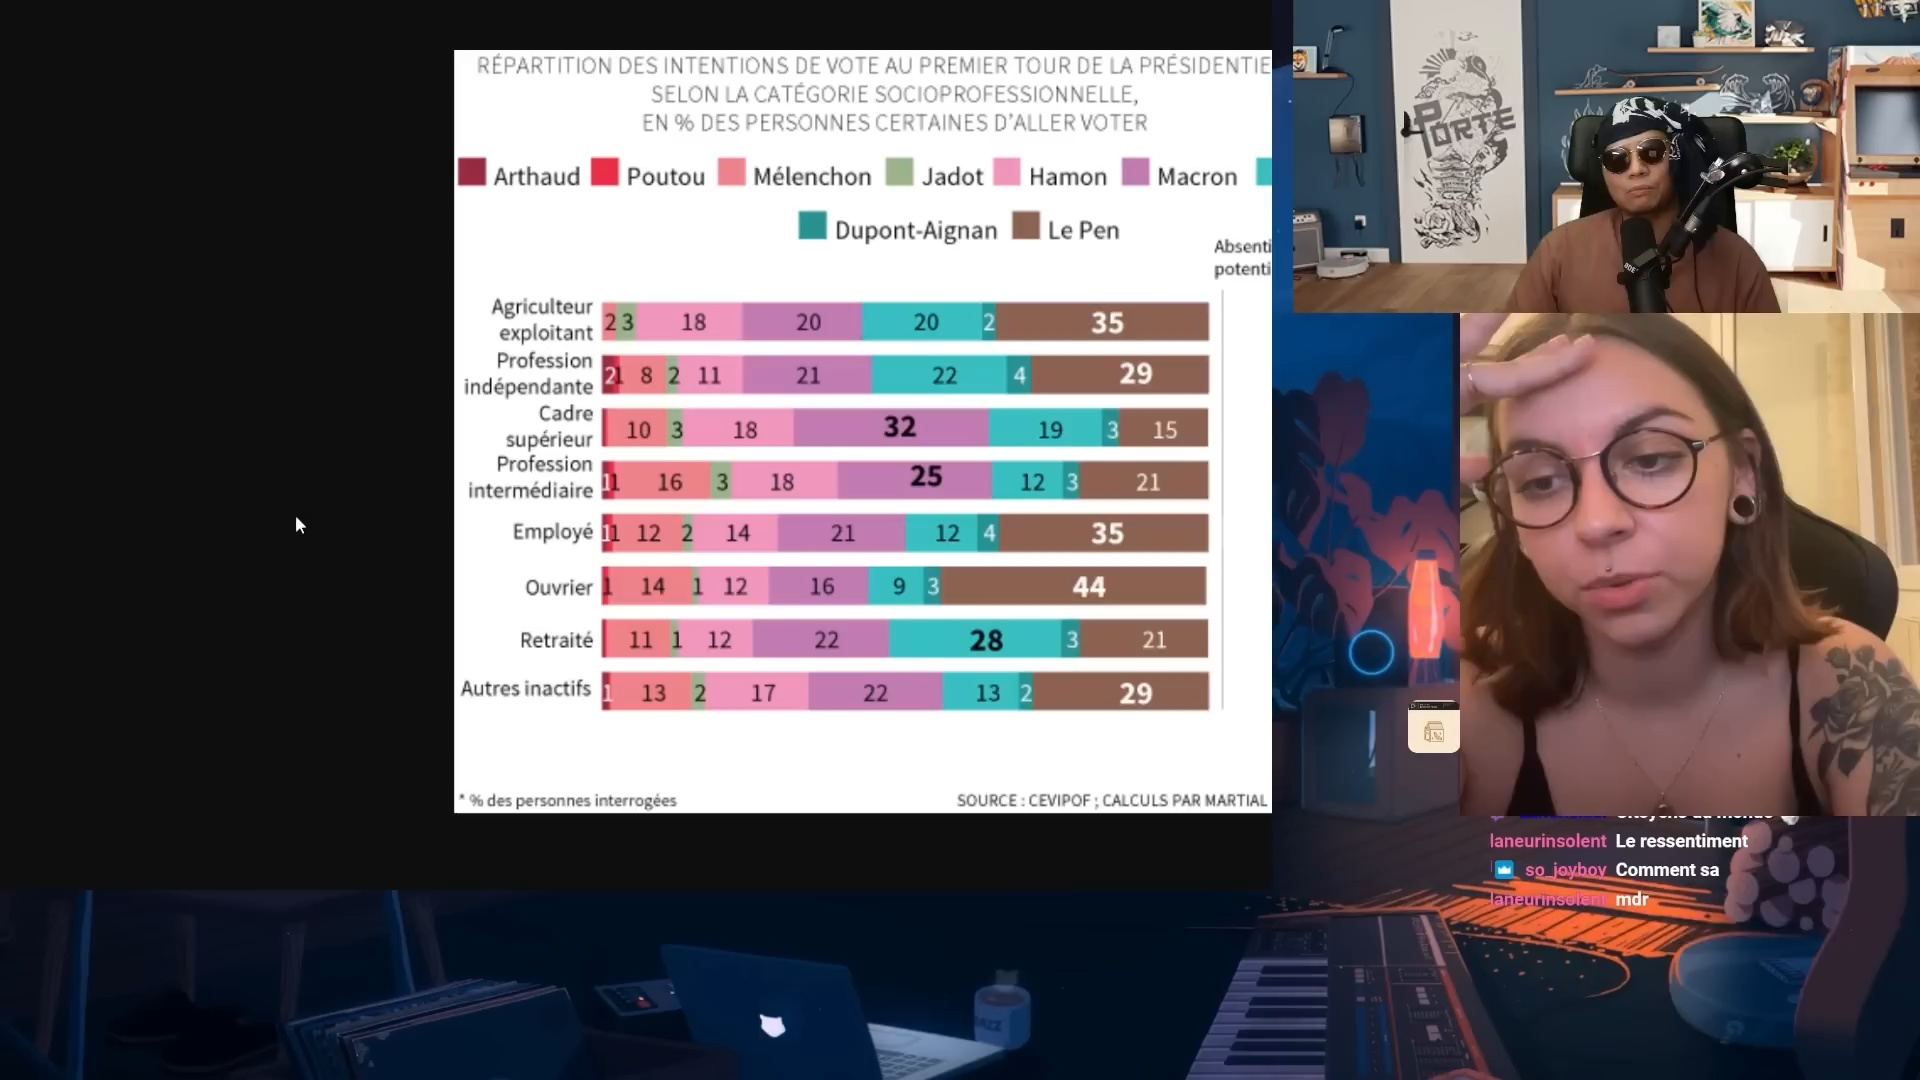 RÉPARTITION DES INTENTIONS DE VOTE AU PREMIER TOUR DE LA PRÉSIDENTIE
SELON LA CATÉGORIE SOCIOPROFESSIONNELLE,
EN % DES PERSONNES CERTAINES D'ALLER VOTER
Arthaud Poutou Mélenchon Jadot Hamon Macron
Dupont-Aignan Le Pen
Absenti
potenti
Agriculteur
exploitant
2 3 18 20 20 2 35
Profession
indépendante
2 1 8 2 11 21 22 4 29
Cadre
supérieur
10 3 18 32 19 3 15
Profession
intermédiaire
1 1 16 3 18 25 12 3 21
Employé
1 1 12 2 14 21 12 4 35
Ouvrier
1 14 1 12 16 9 3 44
Retraité
11 1 12 22 28 3 21
Autres inactifs
1 13 2 17 22 13 2 29
* % des personnes interrogées
SOURCE : CEVIPOF ; CALCULS PAR MARTIAL
PORTE
laneurinsolent Le ressentiment
so_joyboy Comment sa
laneurinsolent mdr